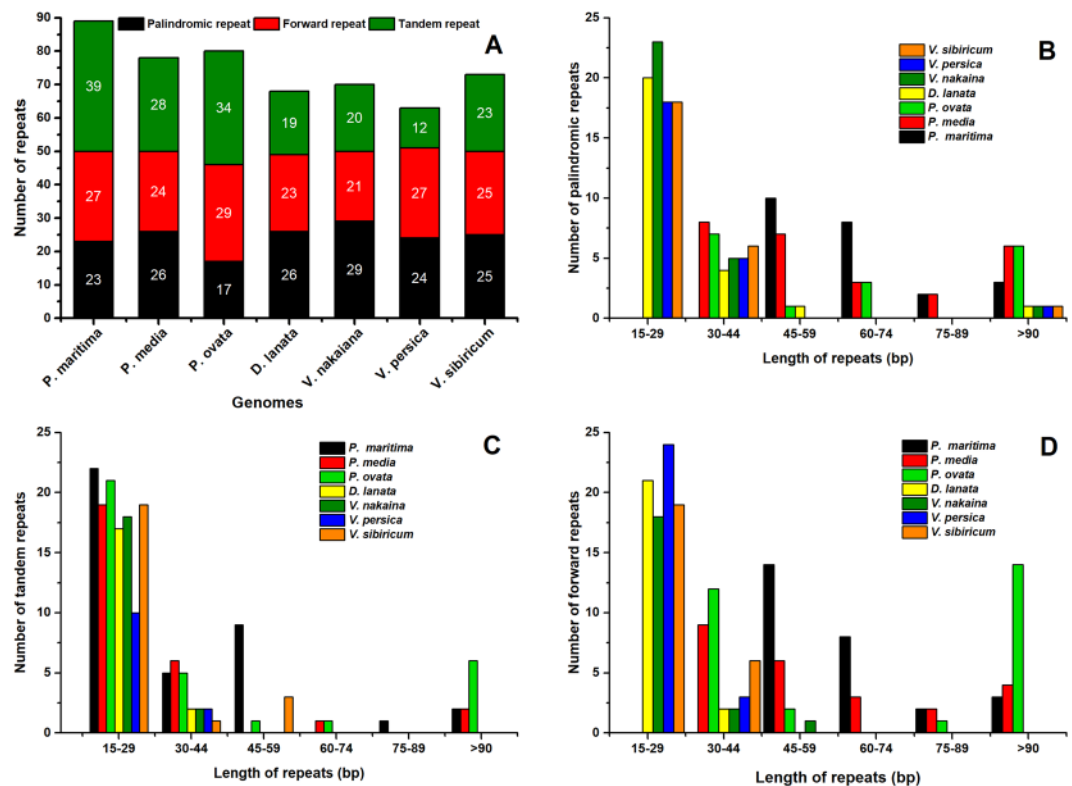 A
Palindromic repeat Forward repeat Tandem repeat
Number of repeats
90
80
70
60
50
40
30
20
10
0
39 28 34 19 20 12 23
27 24 29 23 21 27 25
23 26 17 26 29 24 25
P. maritima P. media P. ovata D. lanata V. nakaiana V. persica V. sibiricum
Genomes
B
V. sibiricum
V. persica
V. nakaina
D. lanata
P. ovata
P. media
P. maritima
Number of palindromic repeats
25
20
15
10
5
0
15-29 30-44 45-59 60-74 75-89 >90
Length of repeats (bp)
C
P. maritima
P. media
P. ovata
D. lanata
V. nakaina
V. persica
V. sibiricum
Number of tandem repeats
25
20
15
10
5
0
15-29 30-44 45-59 60-74 75-89 >90
Length of repeats (bp)
D
P. maritima
P. media
P. ovata
D. lanata
V. nakaina
V. persica
V. sibiricum
Number of forward repeats
25
20
15
10
5
0
15-29 30-44 45-59 60-74 75-89 >90
Length of repeats (bp)